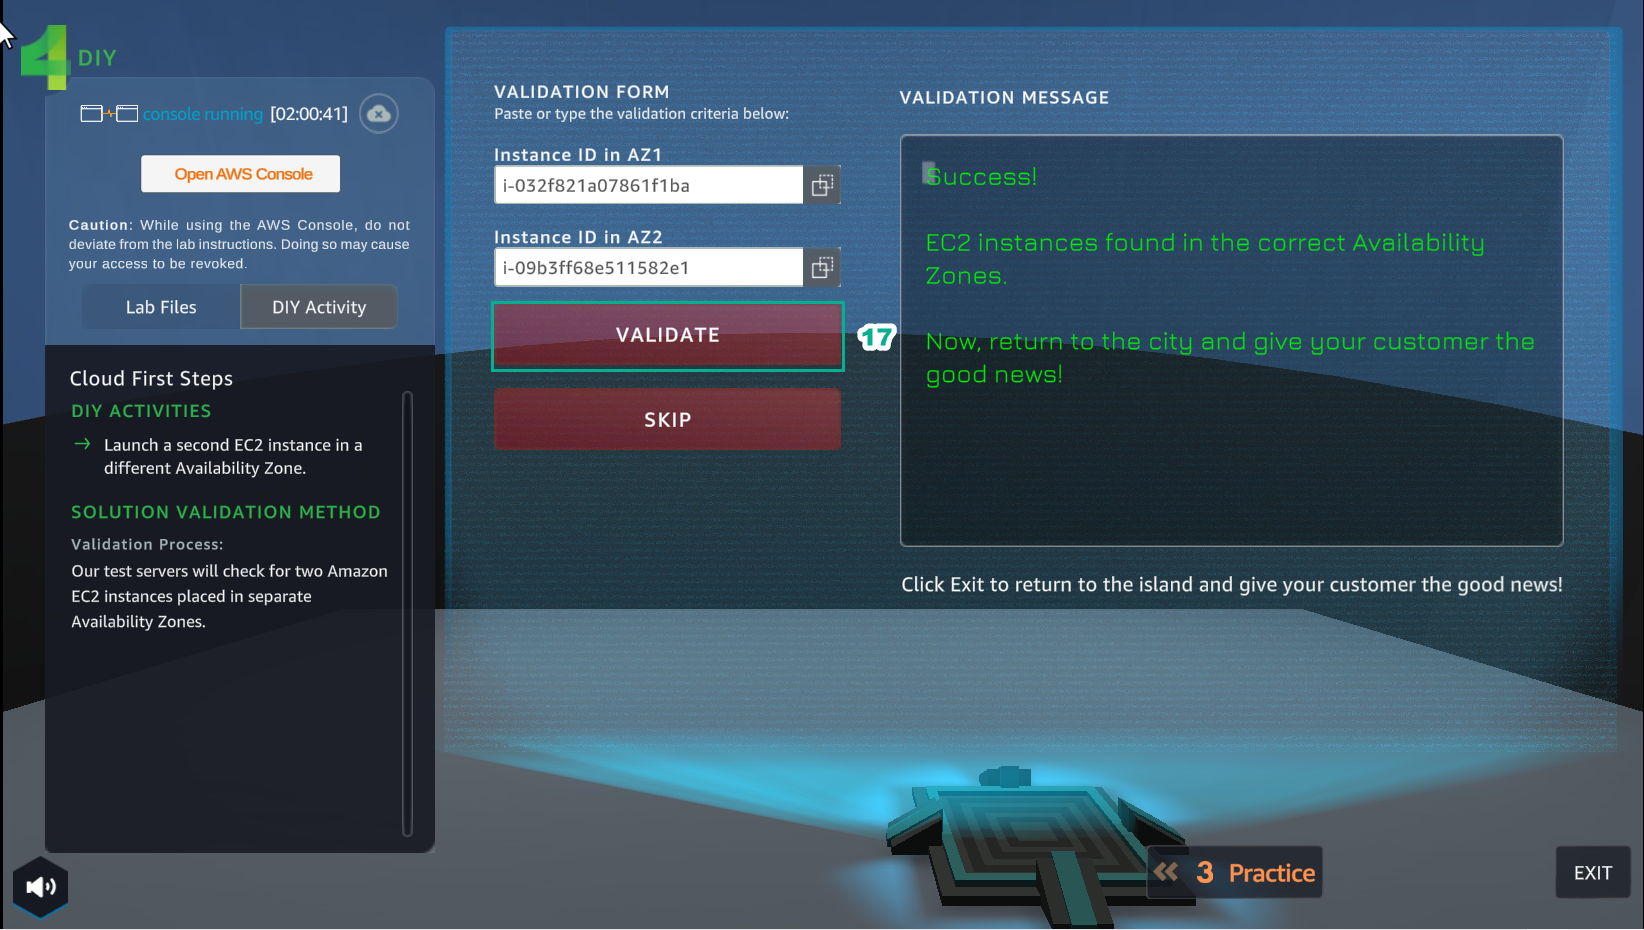 4 DIY
console running [02:00:41]
Open AWS Console
Caution: While using the AWS Console, do not
deviate from the lab instructions. Doing so may cause
your access to be revoked.
Lab Files
DIY Activity
Cloud First Steps
DIY ACTIVITIES
→ Launch a second EC2 instance in a
different Availability Zone.
SOLUTION VALIDATION METHOD
Validation Process:
Our test servers will check for two Amazon
EC2 instances placed in separate
Availability Zones.
VALIDATION FORM
Paste or type the validation criteria below:
Instance ID in AZ1
i-032f821a07861f1ba
Instance ID in AZ2
i-09b3ff68e511582e1
VALIDATE
17
SKIP
VALIDATION MESSAGE
Success!
EC2 instances found in the correct Availability
Zones.
Now, return to the city and give your customer the
good news!
Click Exit to return to the island and give your customer the good news!
3 Practice
EXIT